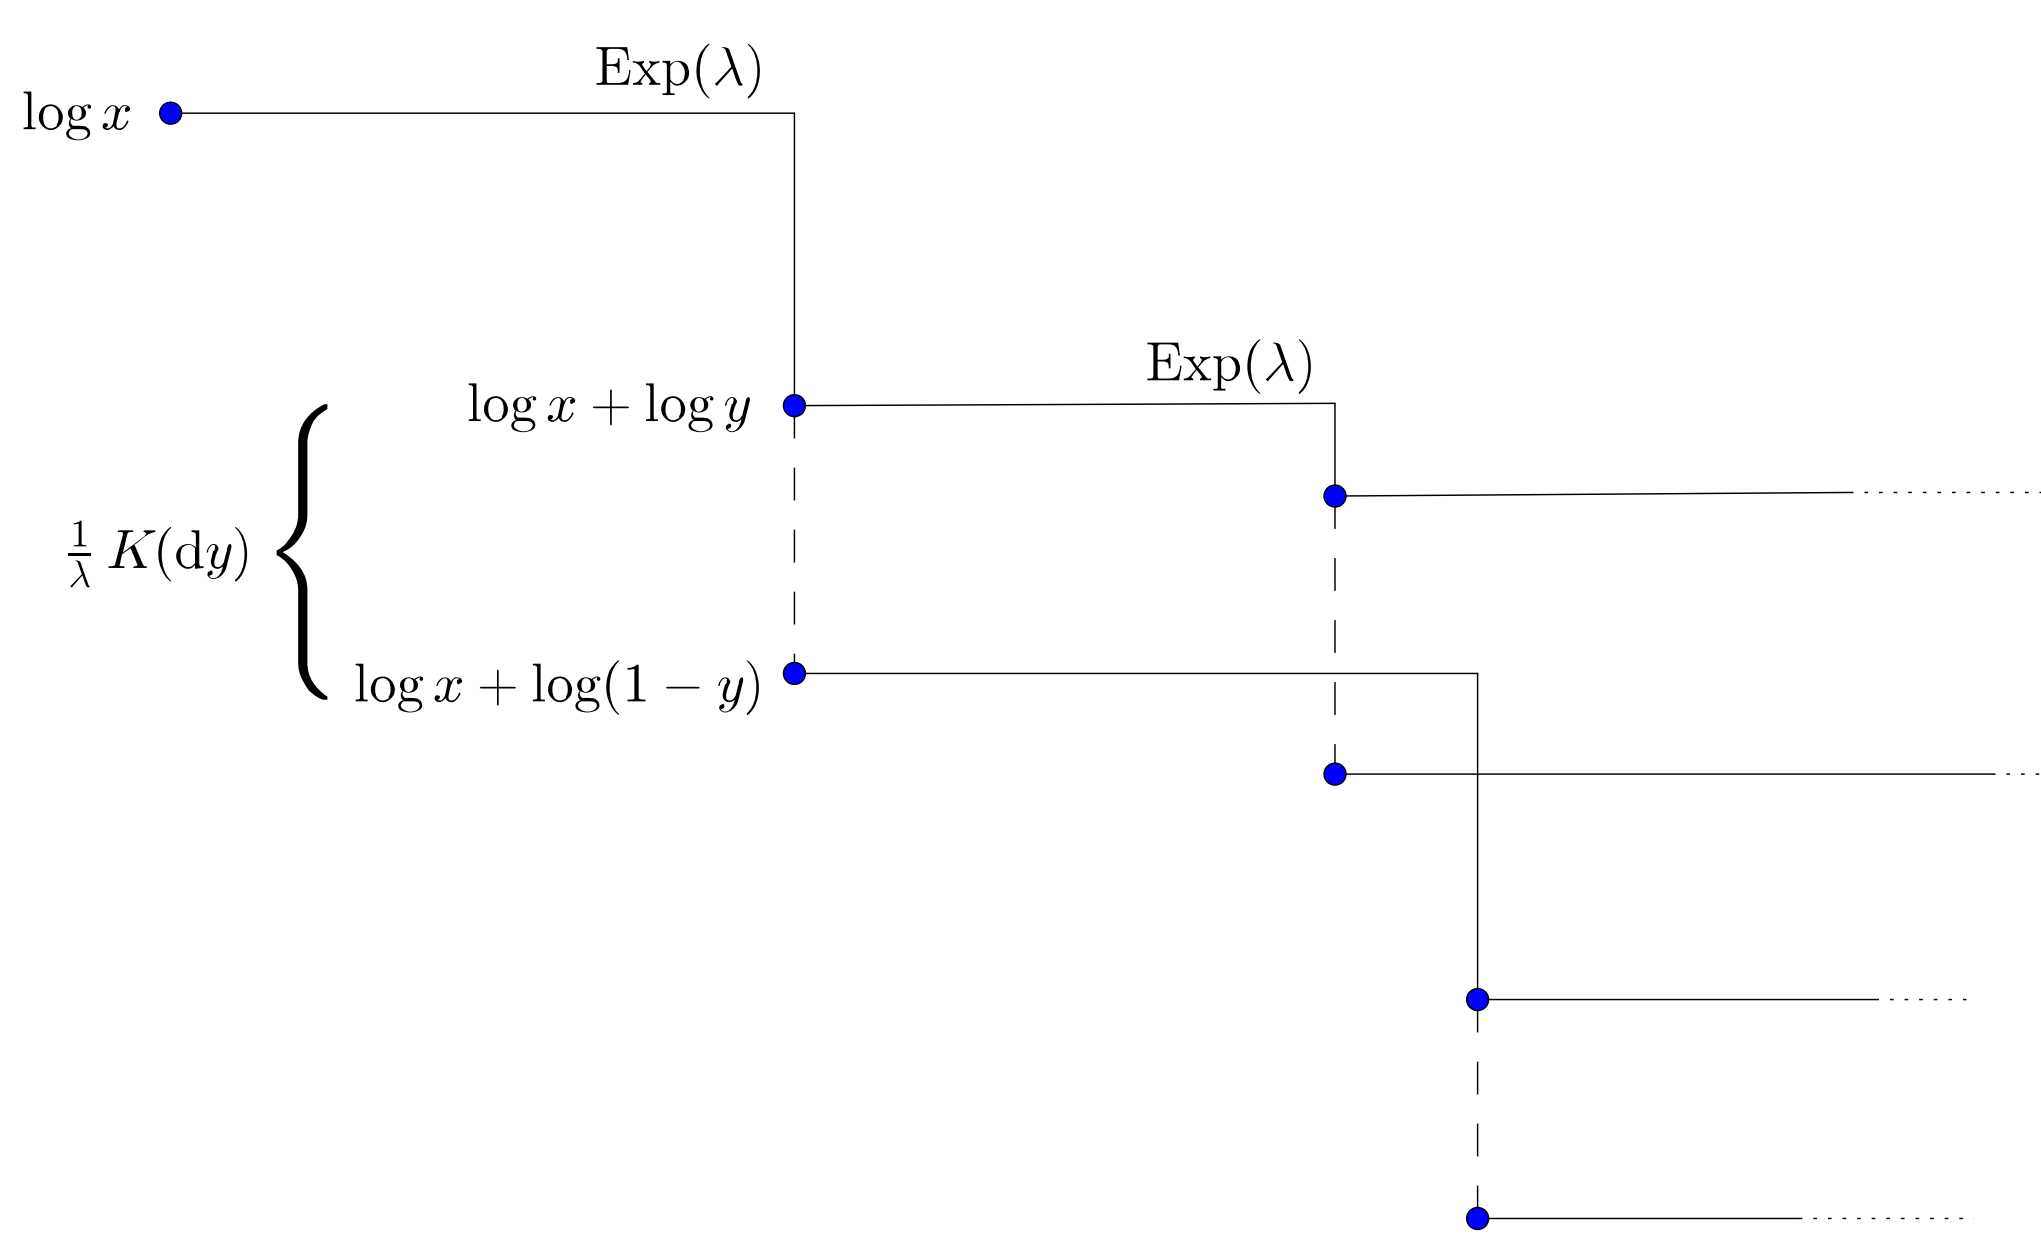 Exp(λ)
log x
Exp(λ)
log x + log y
1/λ K(dy)
log x + log(1 − y)